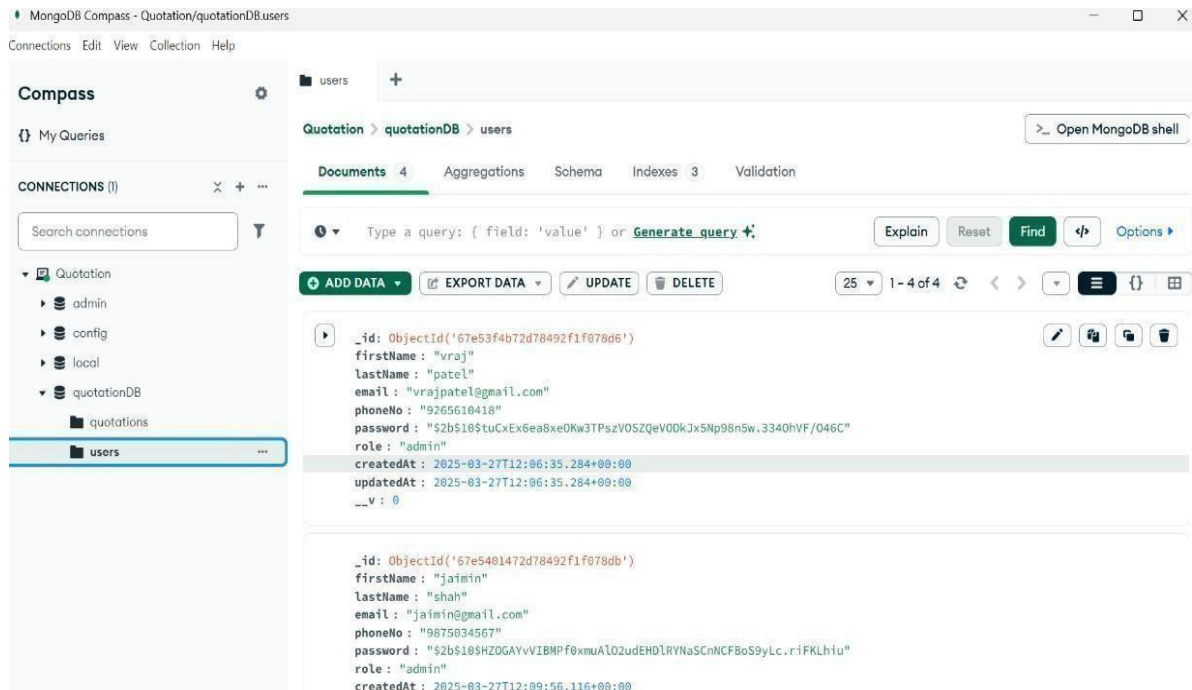 MongoDB Compass - Quotation/quotationDB.users
Connections Edit View Collection Help
Compass
{} My Queries
CONNECTIONS (1)
Search connections
Quotation
admin
config
local
quotationDB
quotations
users
users
Quotation > quotationDB > users
>_ Open MongoDB shell
Documents 4 Aggregations Schema Indexes 3 Validation
Type a query: { field: 'value' } or Generate query
Explain Reset Find </> Options
ADD DATA EXPORT DATA UPDATE DELETE 25 1 - 4 of 4 {}
_id: ObjectId('67e53f4b72d78492f1f078d6')
firstName : "vraj"
lastName : "patel"
email : "vrajpatel@gmail.com"
phoneNo : "9265610418"
password : "$2b$10$tuCxEx6ea8xeOKw3TPszVOSZQeVODkJx5Np98n5w.334OhVF/O46C"
role : "admin"
createdAt : 2025-03-27T12:06:35.284+00:00
updatedAt : 2025-03-27T12:06:35.284+00:00
__v : 0
_id: ObjectId('67e5401472d78492f1f078db')
firstName : "jaimin"
lastName : "shah"
email : "jaimin@gmail.com"
phoneNo : "9875034567"
password : "$2b$10$HZOGAYvVIBMPf0xmuAlO2udEHDlRYNaSCnNCFBoS9yLc.riFKLhiu"
role : "admin"
createdAt : 2025-03-27T12:09:56.116+00:00